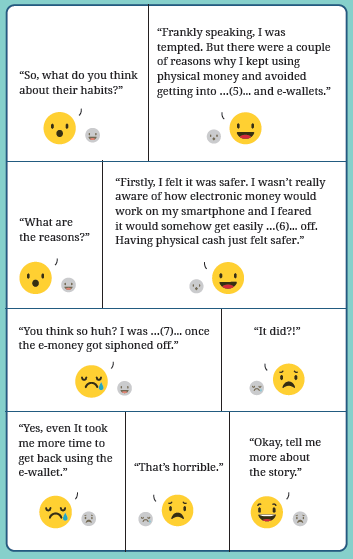 “So, what do you think
about their habits?”
“Frankly speaking, I was
tempted. But there were a couple
of reasons why I kept using
physical money and avoided
getting into ...(5)... and e-wallets.”
“What are
the reasons?”
“Firstly, I felt it was safer. I wasn’t really
aware of how electronic money would
work on my smartphone and I feared
it would somehow get easily ...(6)... off.
Having physical cash just felt safer.”
“You think so huh? I was ...(7)... once
the e-money got siphoned off.”
“It did?!”
“Yes, even It took
me more time to
get back using the
e-wallet.”
“That’s horrible.”
“Okay, tell me
more about
the story.”